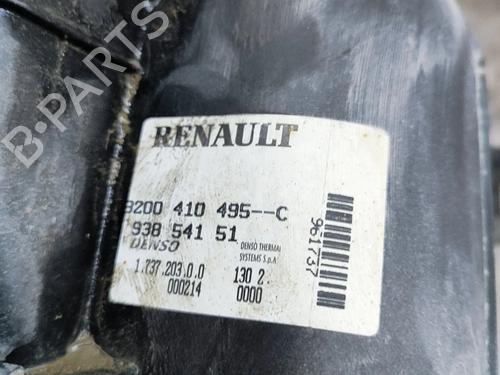 B-PARTS
RENAULT
8200 410 495--C
938 541 51
DENSO
DENSO THERMAL
SYSTEMS S.p.A
1.737.203.0.0
130 2
000214
0000
961737